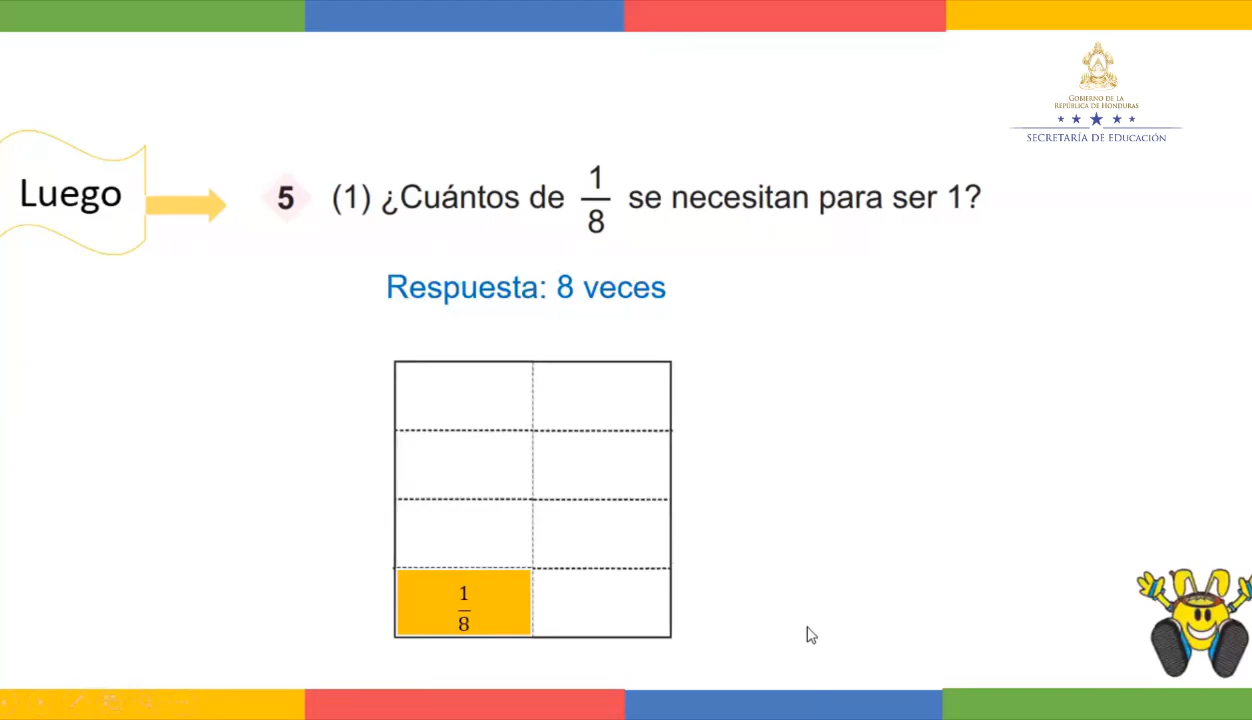 GOBIERNO DE LA
REPÚBLICA DE HONDURAS
SECRETARÍA DE EDUCACIÓN
Luego
5 (1) ¿Cuántos de 1/8 se necesitan para ser 1?
Respuesta: 8 veces
1/8